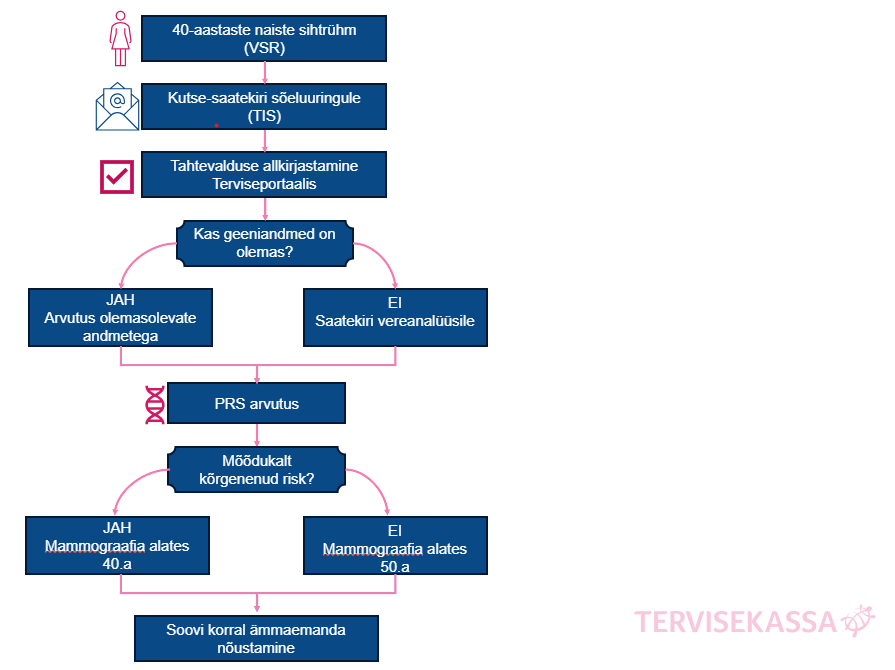 40-aastaste naiste sihtrühm
(VSR)
@
Kutse-saatekiri sõeluuringule
(TIS)
Tahtevalduse allkirjastamine
Terviseportaalis
Kas geeniandmed on
olemas?
JAH
Arvutus olemasolevate
andmetega
EI
Saatekiri vereanalüüsile
PRS arvutus
Mõõdukalt
kõrgenenud risk?
JAH
Mammograafia alates
40.a
EI
Mammograafia alates
50.a
Soovi korral ämmaemanda
nõustamine
TERVISEKASSA